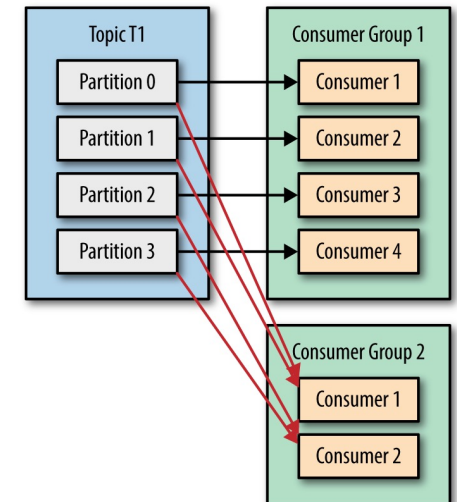 Topic T1
Partition 0
Partition 1
Partition 2
Partition 3
Consumer Group 1
Consumer 1
Consumer 2
Consumer 3
Consumer 4
Consumer Group 2
Consumer 1
Consumer 2